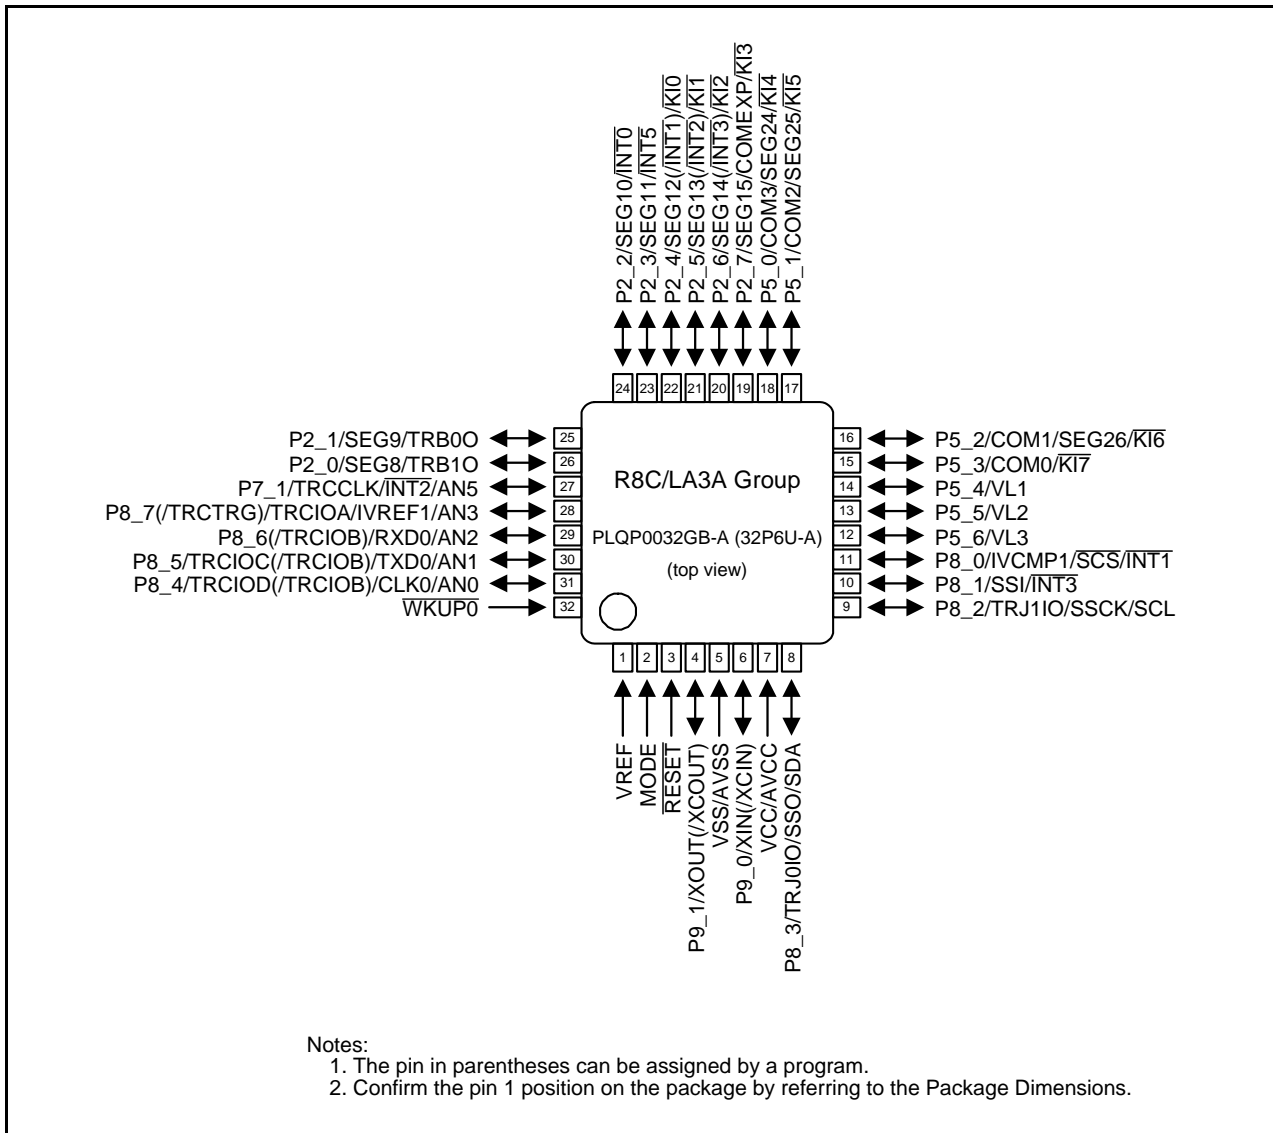 P2_2/SEG10/INT0
P2_3/SEG11/INT5
P2_4/SEG12(/INT1)/KI0
P2_5/SEG13(/INT2)/KI1
P2_6/SEG14(/INT3)/KI2
P2_7/SEG15/COMEXP/KI3
P5_0/COM3/SEG24/KI4
P5_1/COM2/SEG25/KI5
24 23 22 21 20 19 18 17
P2_1/SEG9/TRB0O 25
P2_0/SEG8/TRB1O 26
P7_1/TRCCLK/INT2/AN5 27
P8_7(/TRCTRG)/TRCIOA/IVREF1/AN3 28
P8_6(/TRCIOB)/RXD0/AN2 29
P8_5/TRCIOC(/TRCIOB)/TXD0/AN1 30
P8_4/TRCIOD(/TRCIOB)/CLK0/AN0 31
WKUP0 32
R8C/LA3A Group
PLQP0032GB-A (32P6U-A)
(top view)
16 P5_2/COM1/SEG26/KI6
15 P5_3/COM0/KI7
14 P5_4/VL1
13 P5_5/VL2
12 P5_6/VL3
11 P8_0/IVCMP1/SCS/INT1
10 P8_1/SSI/INT3
9 P8_2/TRJ1IO/SSCK/SCL
1 2 3 4 5 6 7 8
VREF
MODE
RESET
P9_1/XOUT(/XCOUT)
VSS/AVSS
P9_0/XIN(/XCIN)
VCC/AVCC
P8_3/TRJ0IO/SSO/SDA
Notes:
1. The pin in parentheses can be assigned by a program.
2. Confirm the pin 1 position on the package by referring to the Package Dimensions.